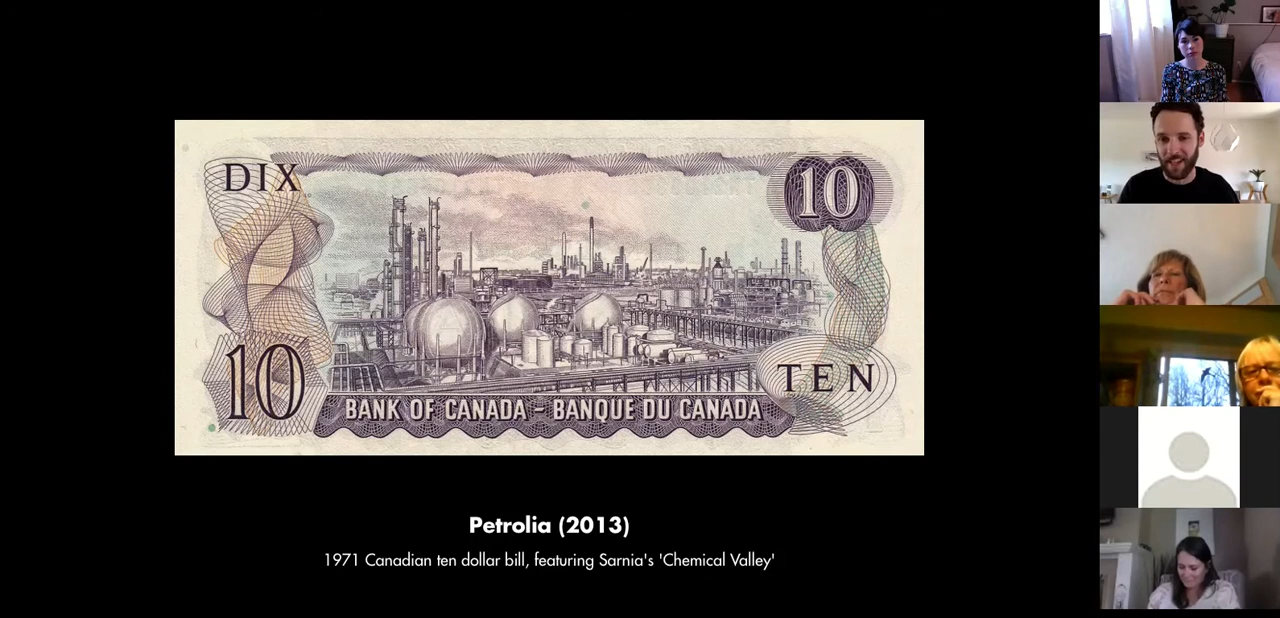 DIX
10
10
TEN
BANK OF CANADA - BANQUE DU CANADA
Petrolia (2013)
1971 Canadian ten dollar bill, featuring Sarnia's 'Chemical Valley'